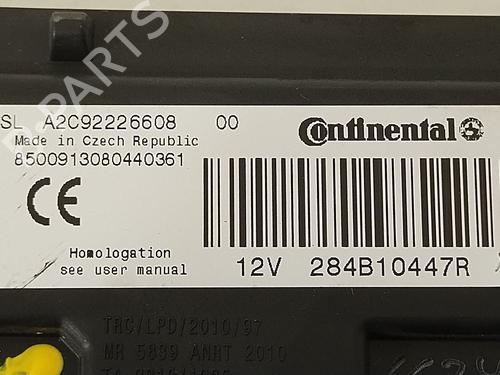 SL A2C92226608 00
Made in Czech Republic
8500913080440361
Continental
CE
Homologation
see user manual
12V 284B10447R
TRC/LPD/2010/97
MR 5839 ANRT 2010
PARTS